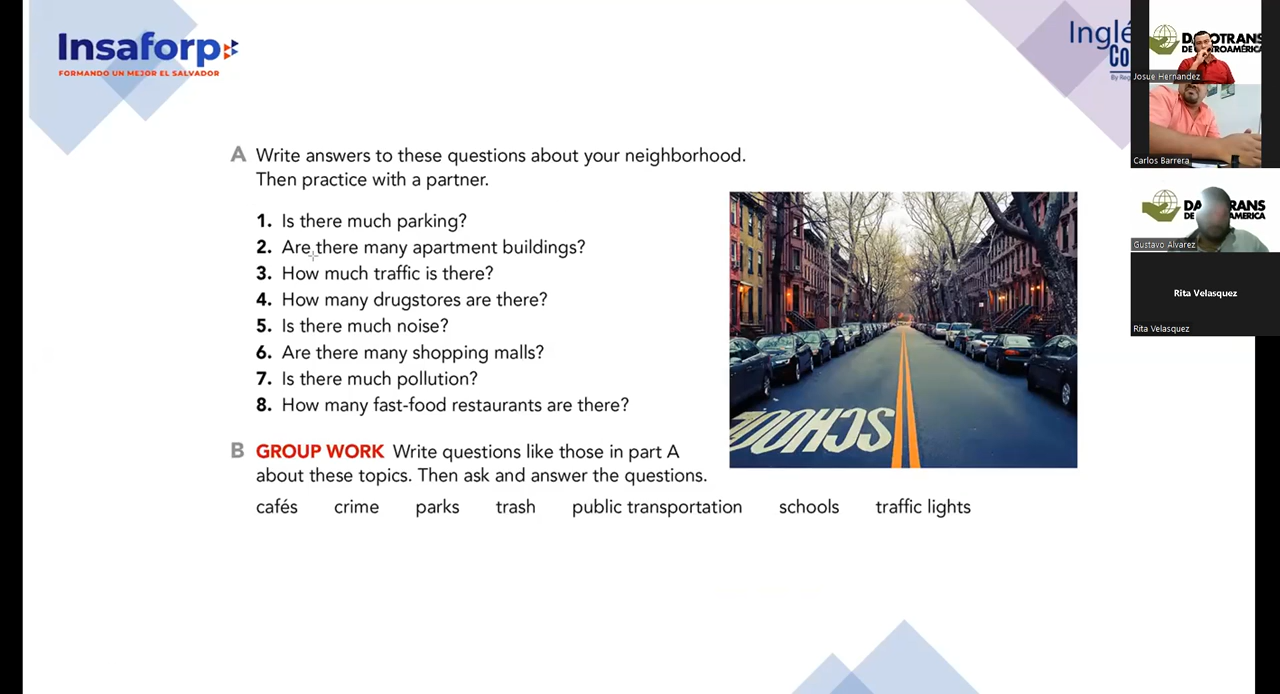 Insaforp
FORMANDO UN MEJOR EL SALVADOR
A Write answers to these questions about your neighborhood.
Then practice with a partner.
1. Is there much parking?
2. Are there many apartment buildings?
3. How much traffic is there?
4. How many drugstores are there?
5. Is there much noise?
6. Are there many shopping malls?
7. Is there much pollution?
8. How many fast-food restaurants are there?
B GROUP WORK Write questions like those in part A
about these topics. Then ask and answer the questions.
cafés crime parks trash public transportation schools traffic lights
SCHOOL
Josue Hernandez
Carlos Barrera
Gustavo Alvarez
Rita Velasquez
Rita Velasquez